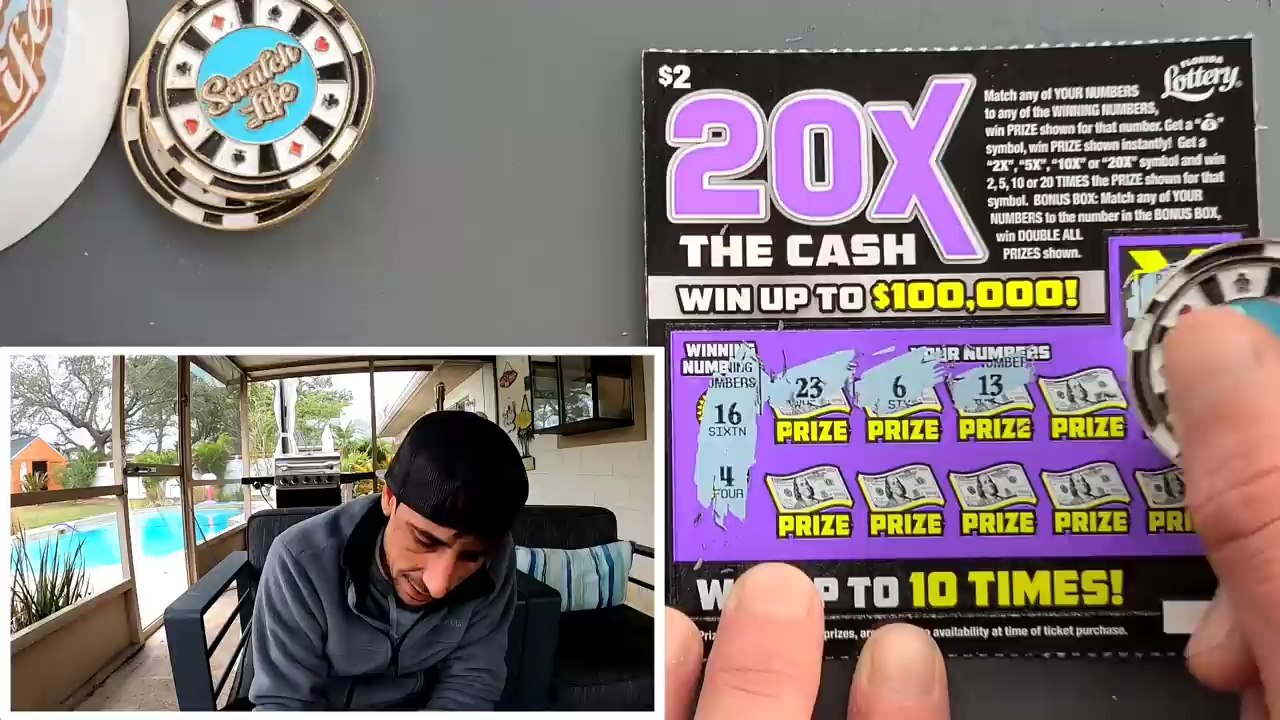 ife
Scratch
Life
$2
20X
THE CASH
WIN UP TO $100,000!
FLORIDA
Lottery
Match any of YOUR NUMBERS
to any of the WINNING NUMBERS,
win PRIZE shown for that number. Get a "
symbol, win PRIZE shown instantly! Get a
"2X", "5X", "10X" or "20X" symbol and win
2, 5, 10 or 20 TIMES the PRIZE shown for that
symbol. BONUS BOX: Match any of YOUR
NUMBERS to the number in the BONUS BOX,
win DOUBLE ALL
PRIZES shown.
16
SIXTN
4
FOUR
23
6
13
PRIZE PRIZE PRIZE PRIZE
PRIZE PRIZE PRIZE PRIZE PRI
P TO 10 TIMES!
prizes, are
availability at time of ticket purchase.